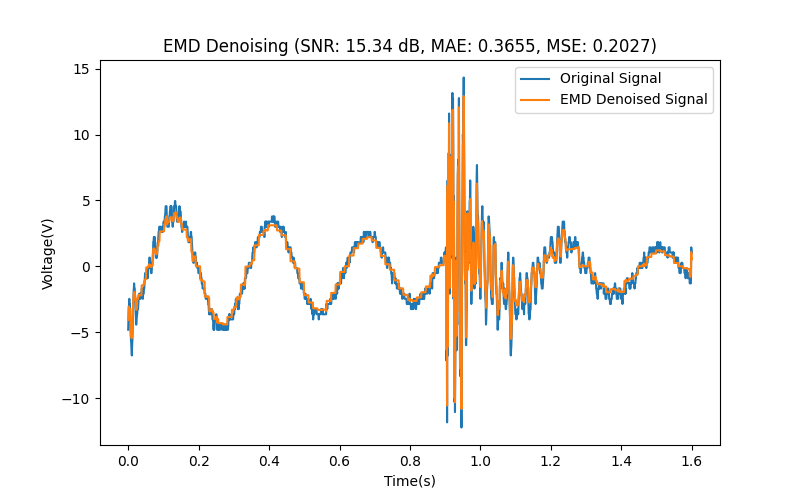 EMD Denoising (SNR: 15.34 dB, MAE: 0.3655, MSE: 0.2027)
Original Signal
EMD Denoised Signal
Voltage(V)
15
10
5
0
−5
−10
0.0 0.2 0.4 0.6 0.8 1.0 1.2 1.4 1.6
Time(s)